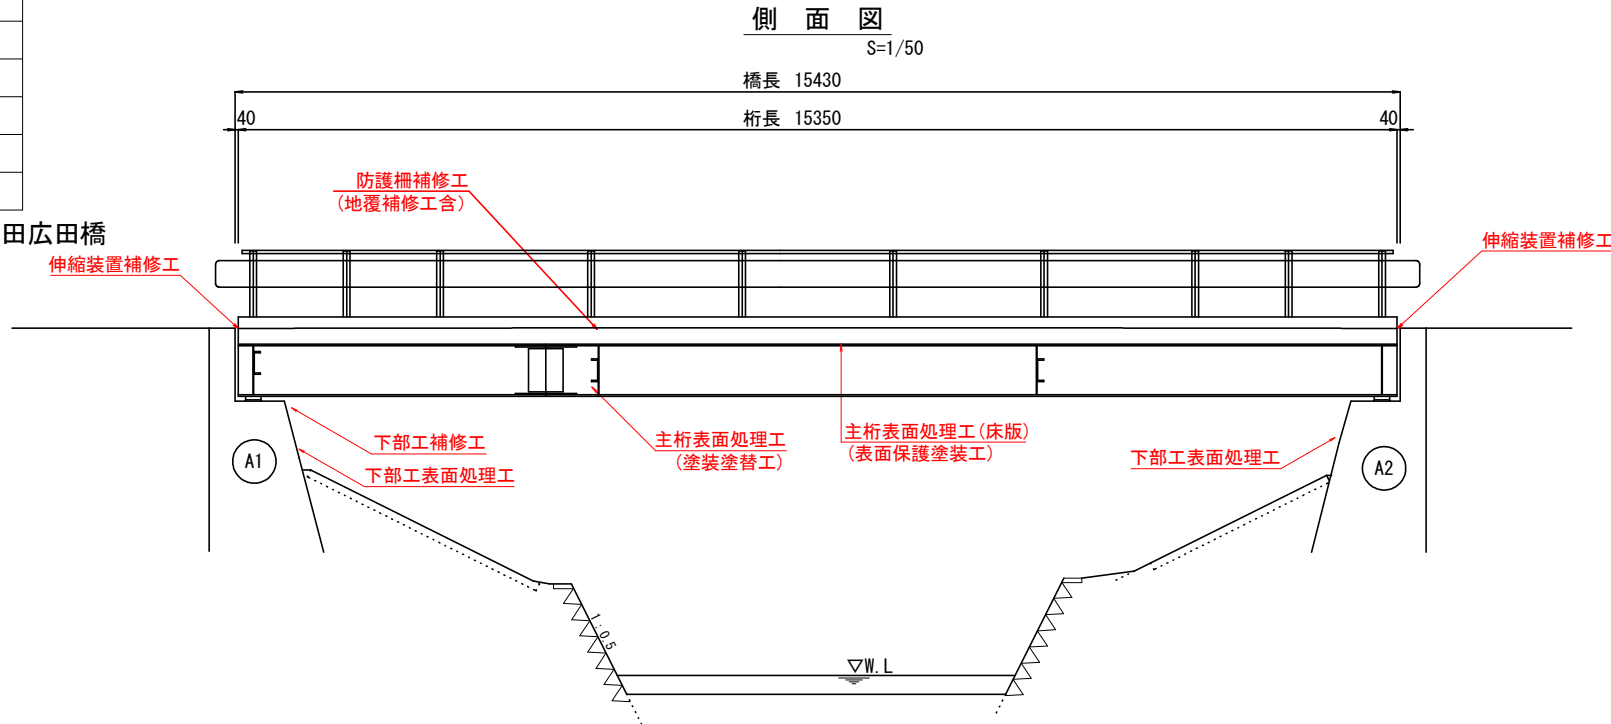 側面図
S=1/50
橋長 15430
40
桁長 15350
40
防護柵補修工
(地覆補修工含)
田広田橋
伸縮装置補修工
伸縮装置補修工
下部工補修工
主桁表面処理工
(塗装塗替工)
主桁表面処理工(床版)
(表面保護塗装工)
A1
下部工表面処理工
下部工表面処理工
A2
1:0.5
▽W.L